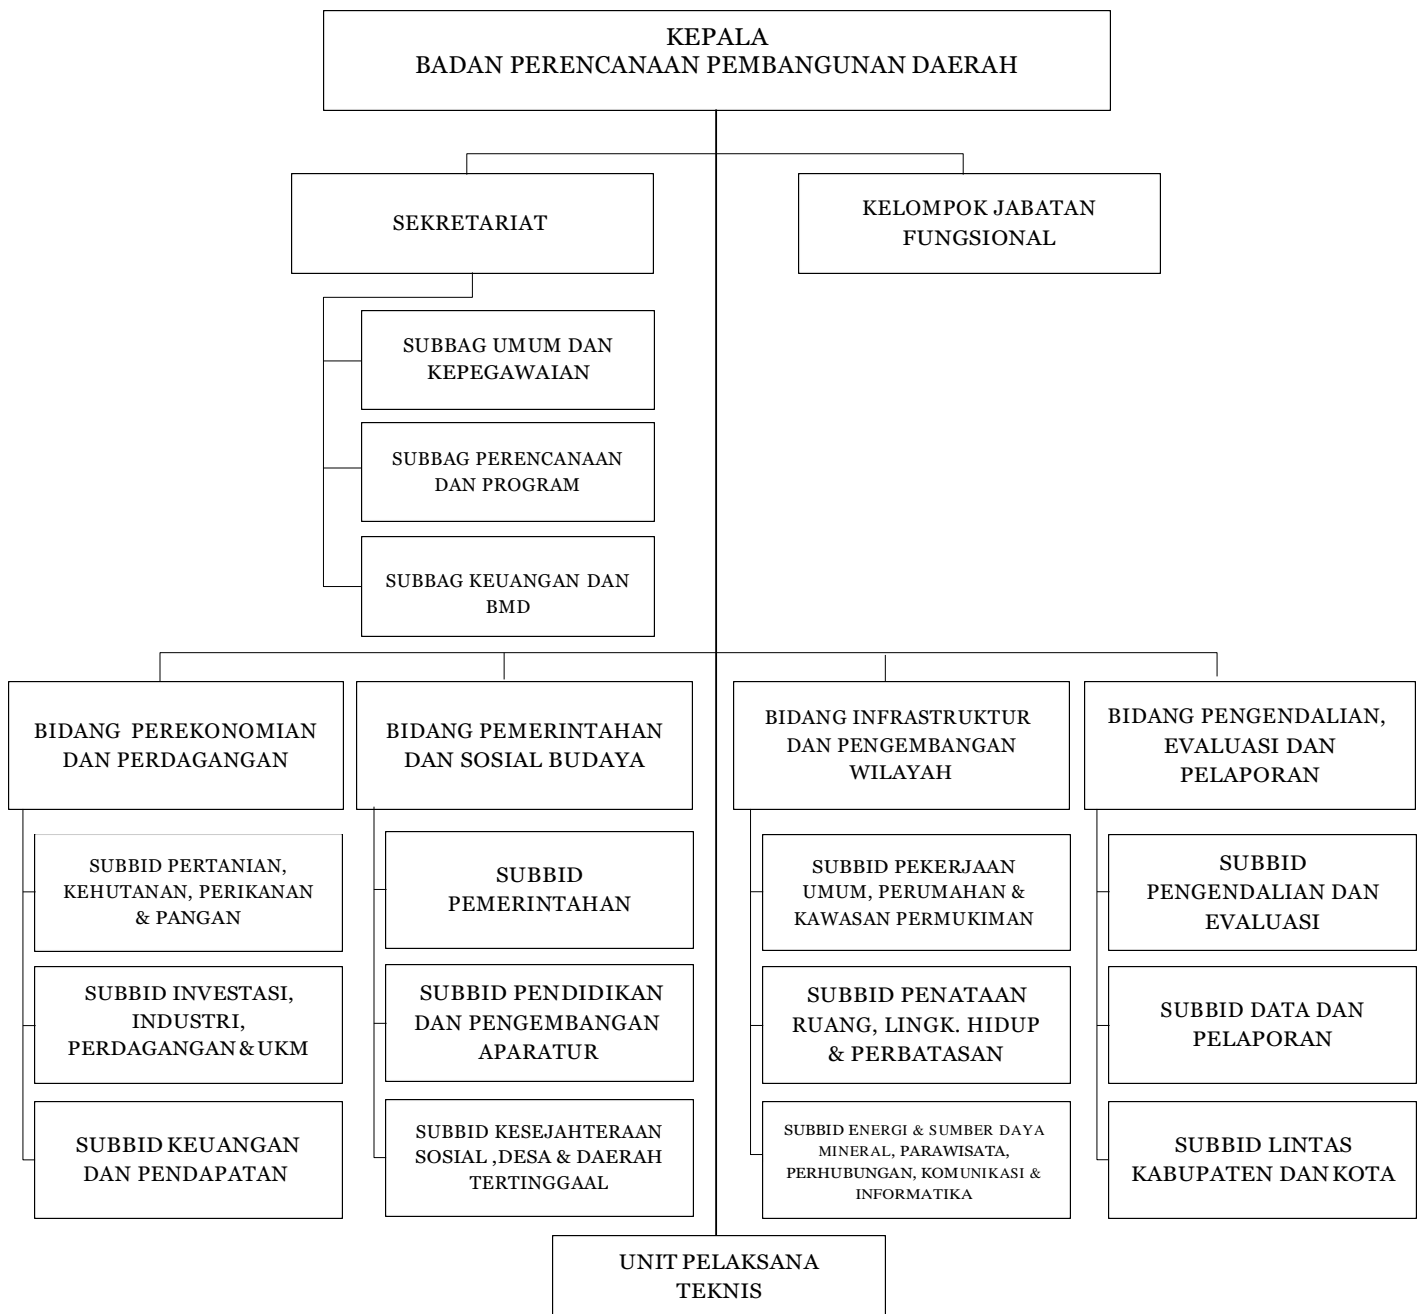 KEPALA
BADAN PERENCANAAN PEMBANGUNAN DAERAH
SEKRETARIAT
KELOMPOK JABATAN
FUNGSIONAL
SUBBAG UMUM DAN
KEPEGAWAIAN
SUBBAG PERENCANAAN
DAN PROGRAM
SUBBAG KEUANGAN DAN
BMD
BIDANG PEREKONOMIAN
DAN PERDAGANGAN
BIDANG PEMERINTAHAN
DAN SOSIAL BUDAYA
BIDANG INFRASTRUKTUR
DAN PENGEMBANGAN
WILAYAH
BIDANG PENGENDALIAN,
EVALUASI DAN
PELAPORAN
SUBBID PERTANIAN,
KEHUTANAN, PERIKANAN
& PANGAN
SUBBID
PEMERINTAHAN
SUBBID PEKERJAAN
UMUM, PERUMAHAN &
KAWASAN PERMUKIMAN
SUBBID
PENGENDALIAN DAN
EVALUASI
SUBBID INVESTASI,
INDUSTRI,
PERDAGANGAN & UKM
SUBBID PENDIDIKAN
DAN PENGEMBANGAN
APARATUR
SUBBID PENATAAN
RUANG, LINGK. HIDUP
& PERBATASAN
SUBBID DATA DAN
PELAPORAN
SUBBID KEUANGAN
DAN PENDAPATAN
SUBBID KESEJAHTERAAN
SOSIAL ,DESA & DAERAH
TERTINGGAAL
SUBBID ENERGI & SUMBER DAYA
MINERAL, PARAWISATA,
PERHUBUNGAN, KOMUNIKASI &
INFORMATIKA
SUBBID LINTAS
KABUPATEN DAN KOTA
UNIT PELAKSANA
TEKNIS